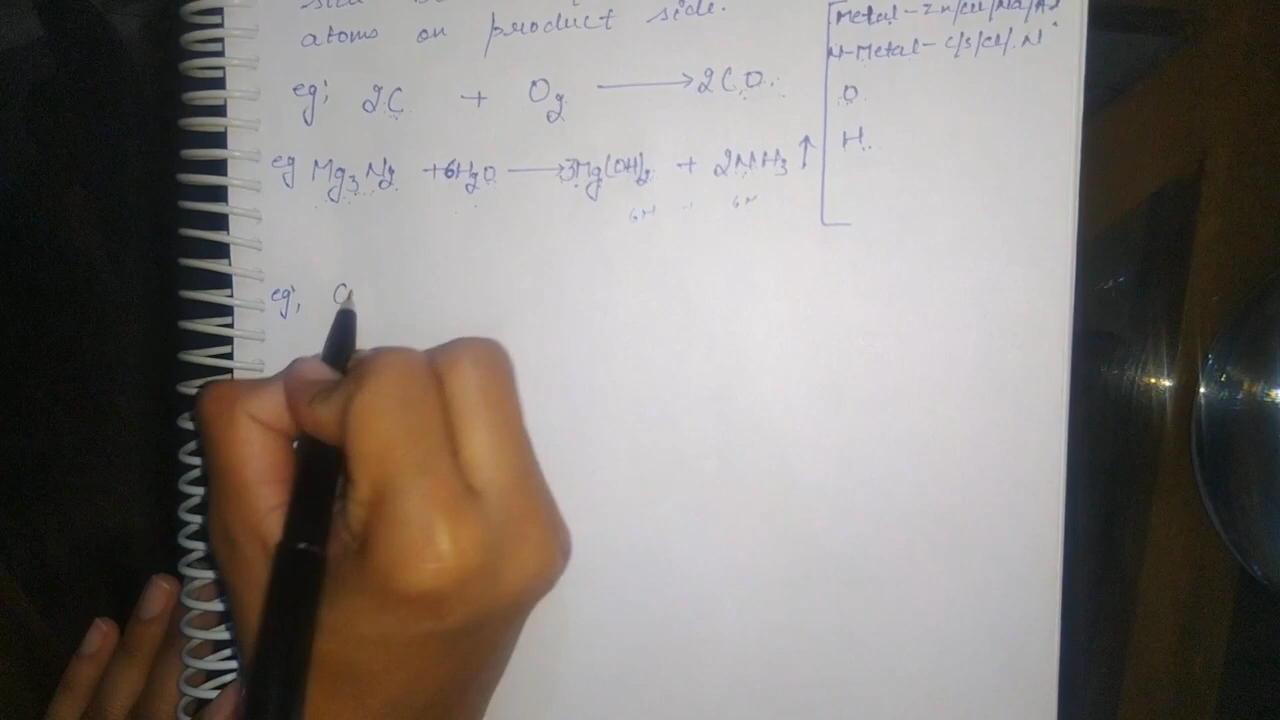 atoms on product side.
eg; 2C + O2 ⟶ 2CO.
eg Mg3N2 +6H2O ⟶ 3Mg(OH)2 + 2NH3 ↑
6H 6H
eg; C
Metal - Zn/Cu/Na/Al
N-Metal - C/S/Cl/.N
O
H